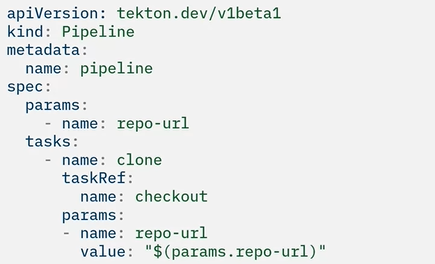 apiVersion: tekton.dev/v1beta1
kind: Pipeline
metadata:
  name: pipeline
spec:
  params:
    - name: repo-url
  tasks:
    - name: clone
      taskRef:
        name: checkout
      params:
      - name: repo-url
        value: "$(params.repo-url)"